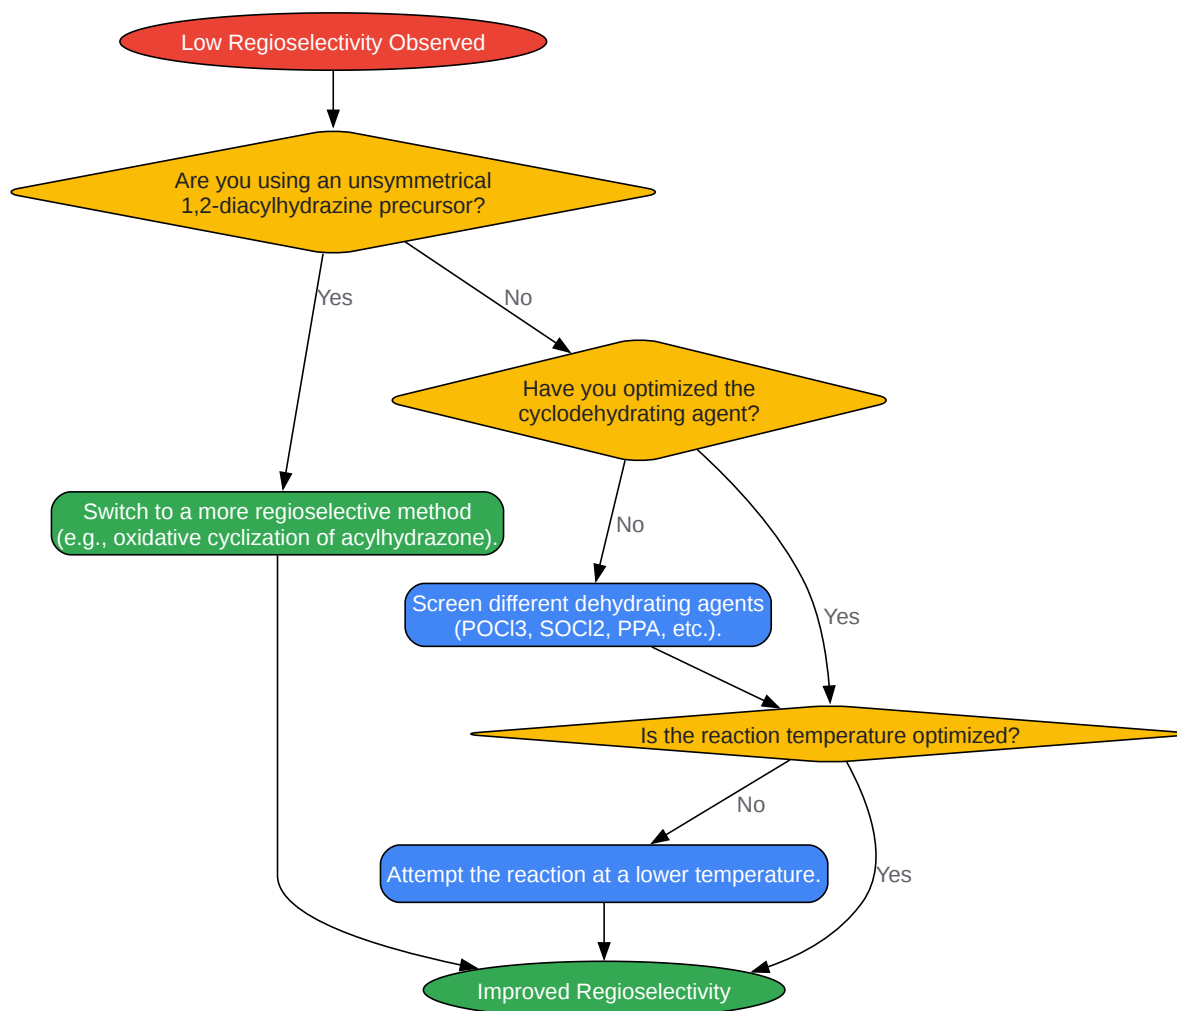 Low Regioselectivity Observed
Are you using an unsymmetrical
1,2-diacylhydrazine precursor?
Yes
No
Have you optimized the
cyclodehydrating agent?
Switch to a more regioselective method
(e.g., oxidative cyclization of acylhydrazone).
No
Screen different dehydrating agents
(POCl3, SOCl2, PPA, etc.).
Yes
Is the reaction temperature optimized?
No
Attempt the reaction at a lower temperature.
Yes
Improved Regioselectivity